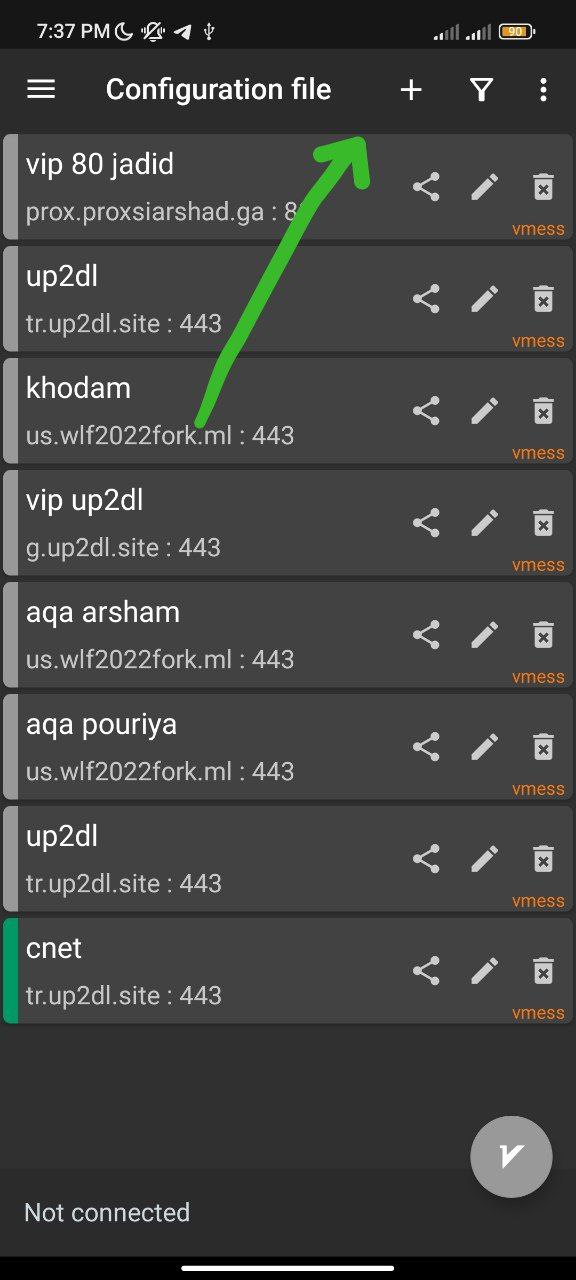 7:37 PM
90
Configuration file
vip 80 jadid
prox.proxsiarshad.ga :
vmess
up2dl
tr.up2dl.site : 443
vmess
khodam
us.wlf2022fork.ml : 443
vmess
vip up2dl
g.up2dl.site : 443
vmess
aqa arsham
us.wlf2022fork.ml : 443
vmess
aqa pouriya
us.wlf2022fork.ml : 443
vmess
up2dl
tr.up2dl.site : 443
vmess
cnet
tr.up2dl.site : 443
vmess
Not connected